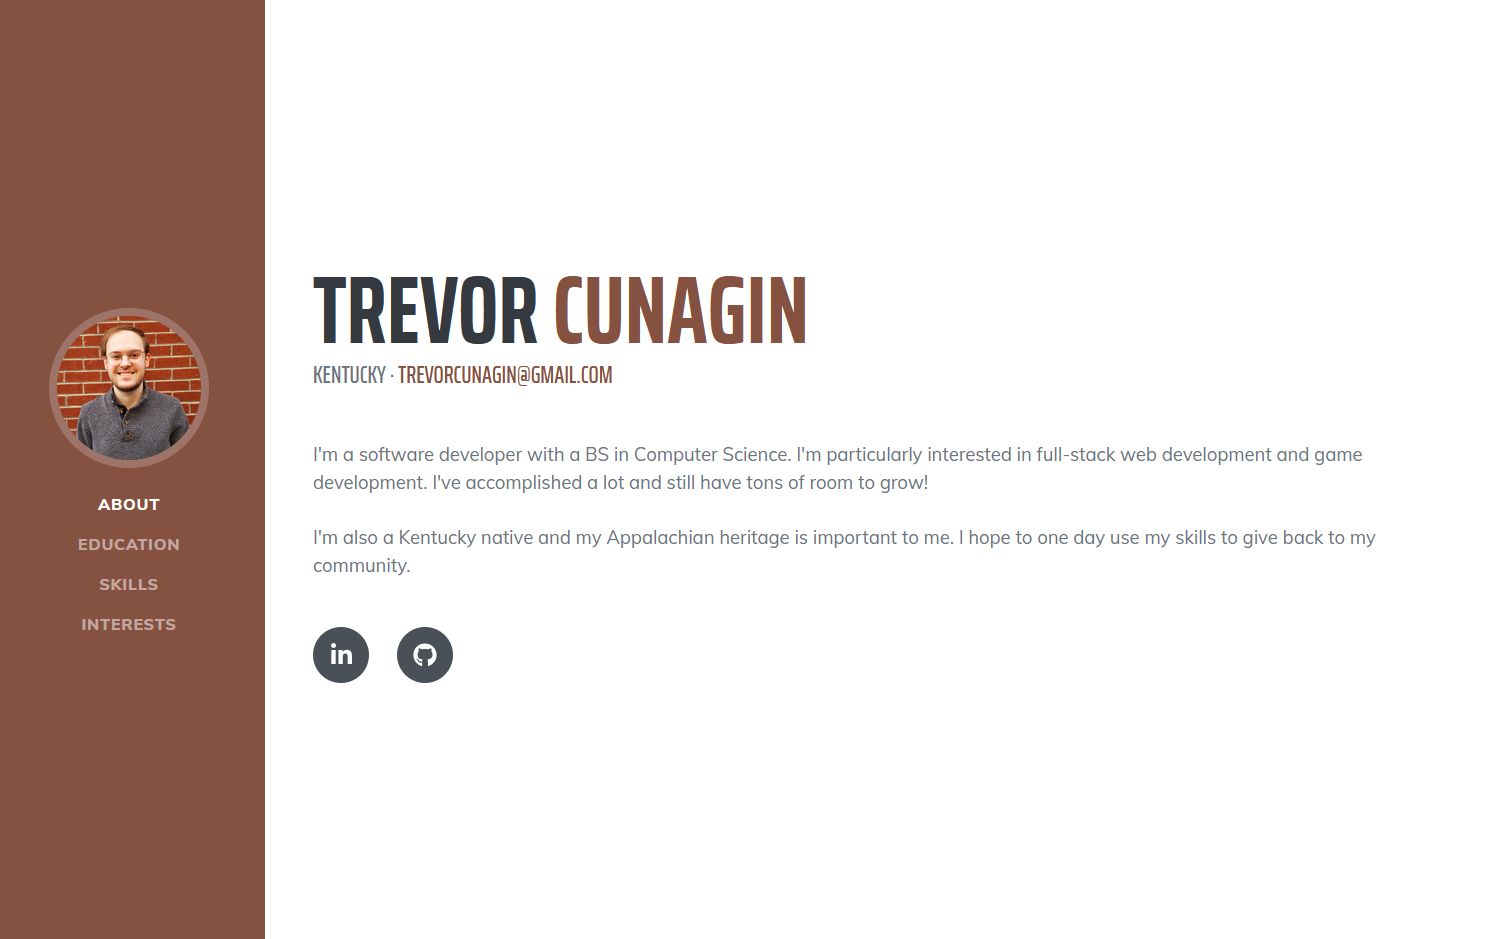 ABOUT
EDUCATION
SKILLS
INTERESTS
TREVOR CUNAGIN
KENTUCKY · TREVORCUNAGIN@GMAIL.COM
I'm a software developer with a BS in Computer Science. I'm particularly interested in full-stack web development and game
development. I've accomplished a lot and still have tons of room to grow!
I'm also a Kentucky native and my Appalachian heritage is important to me. I hope to one day use my skills to give back to my
community.
in